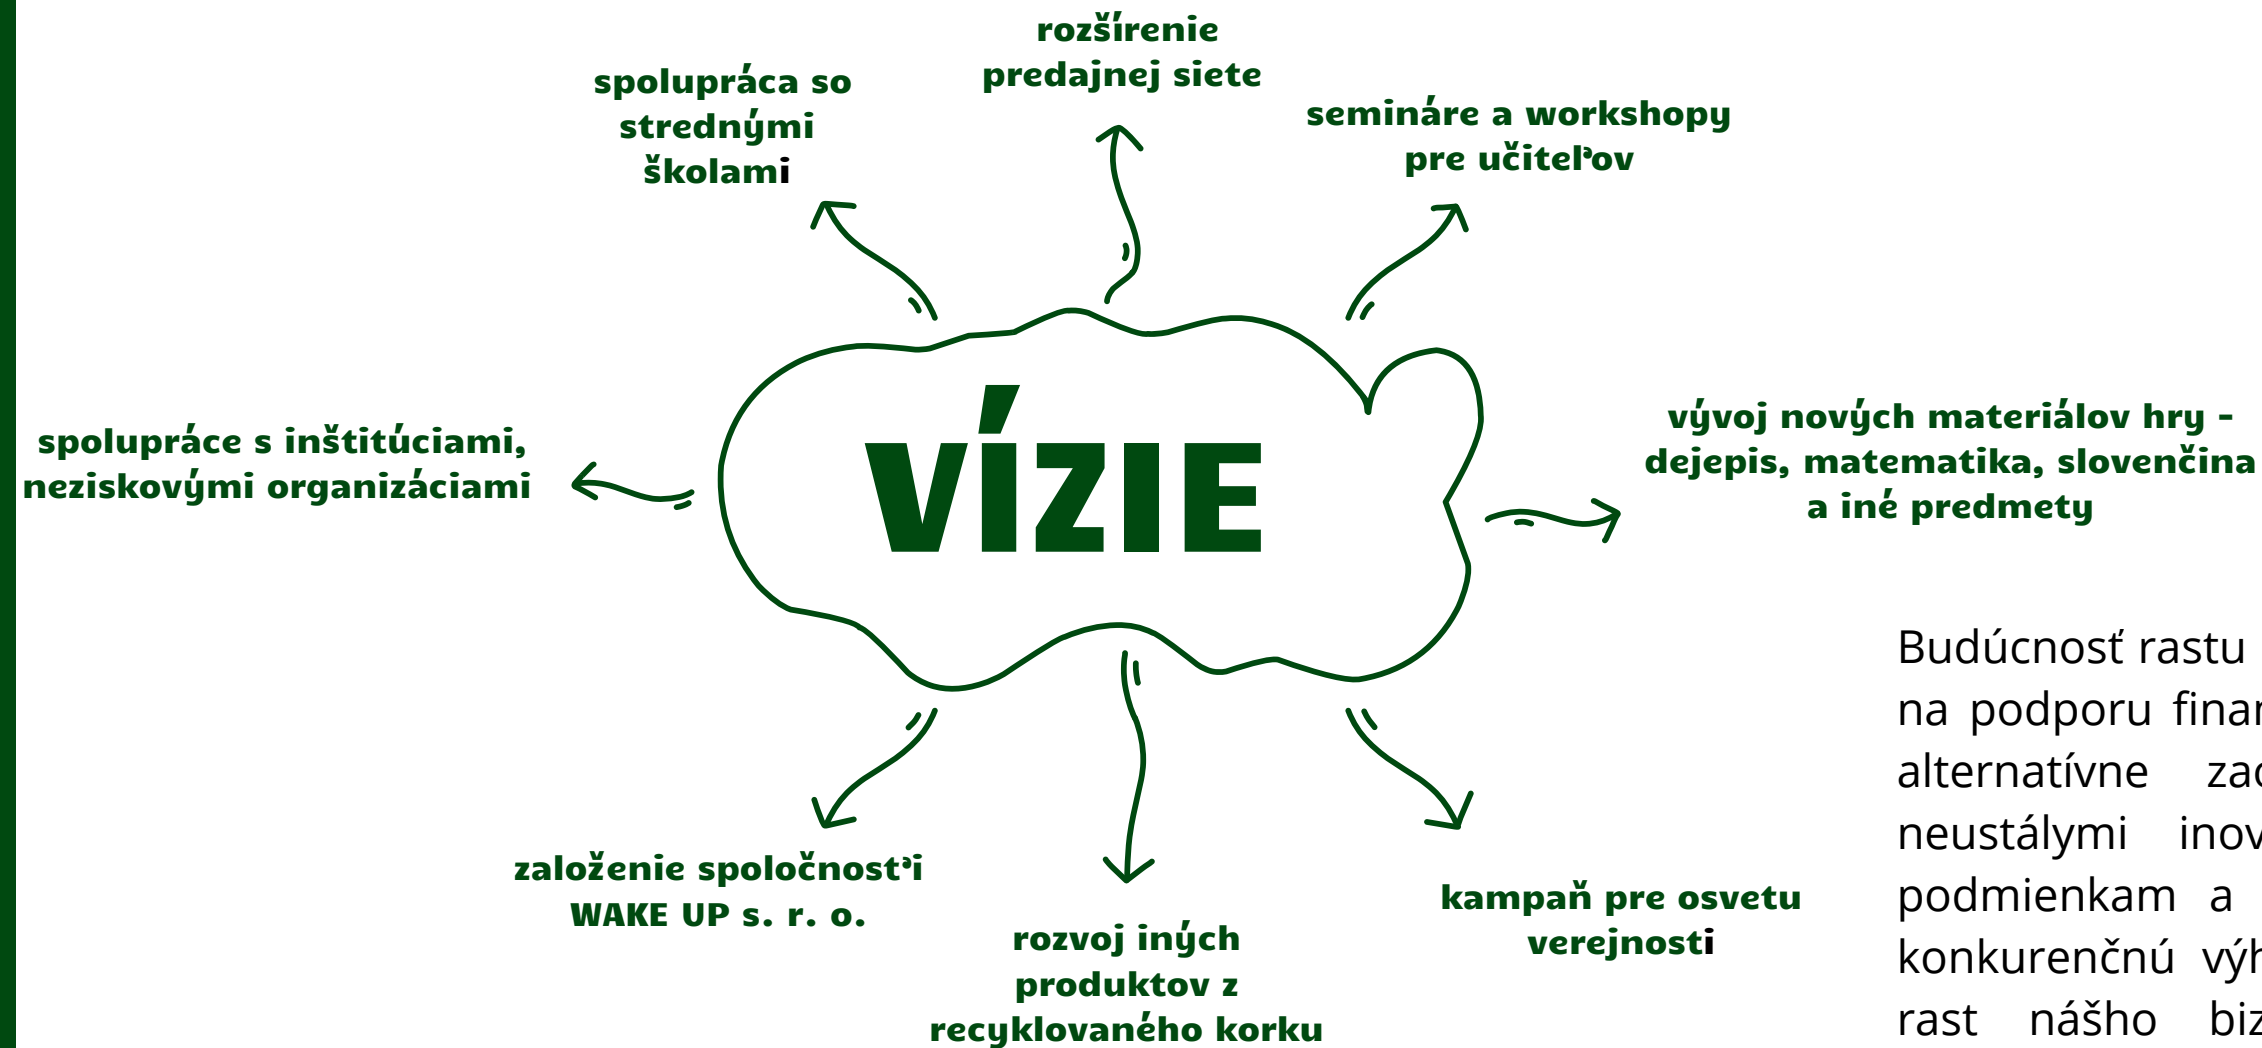 rozšírenie
predajnej siete
spolupráca so
strednými
školami
semináre a workshopy
pre učiteľov
spolupráce s inštitúciami,
neziskovými organizáciami
VÍZIE
vývoj nových materiálov hry -
dejepis, matematika, slovenčina
a iné predmety
založenie spoločnosťi
WAKE UP s. r. o.
rozvoj iných
produktov z
recyklovaného korku
kampaň pre osvetu
verejnosti
Budúcnosť rastu
na podporu
alternatívne
neustálymi
podmienkam a
konkurenčnú
rast nášho